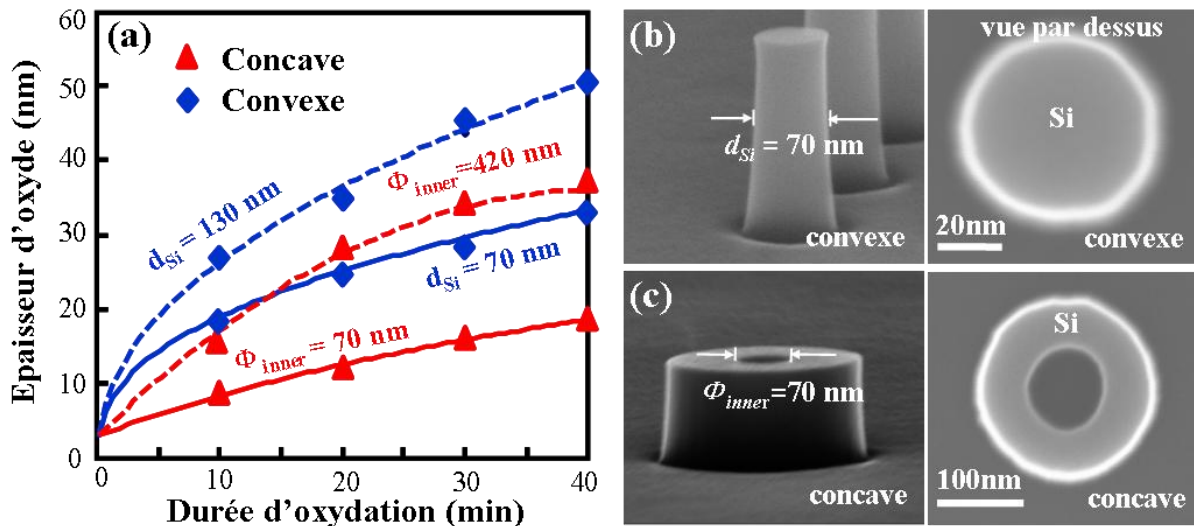 (a)
Concave
Convexe
Epaisseur d'oxyde (nm)
60
50
40
30
20
10
0
d_Si = 130 nm
Φ_inner=420 nm
d_Si = 70 nm
Φ_inner = 70 nm
0 10 20 30 40
Durée d'oxydation (min)
(b)
d_Si = 70 nm
convexe
vue par dessus
Si
20nm
convexe
(c)
Φ_inner=70 nm
concave
Si
100nm
concave